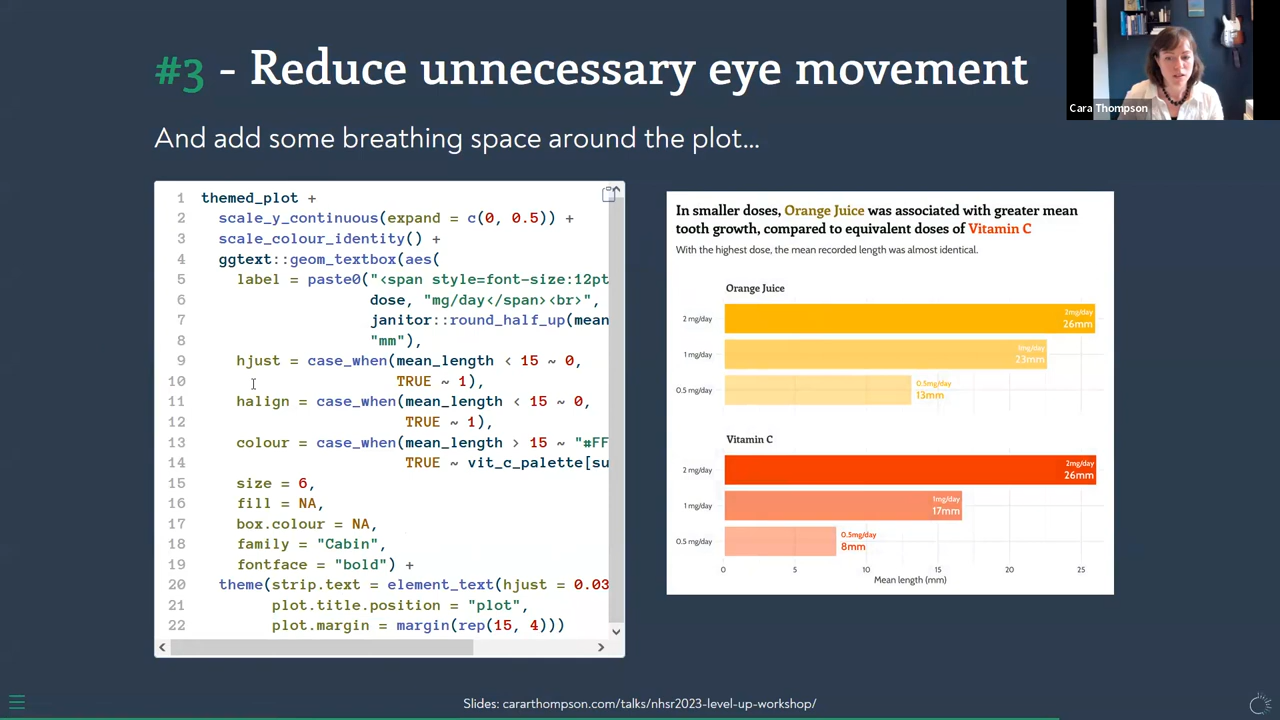 #3 - Reduce unnecessary eye movement
Cara Thompson
And add some breathing space around the plot...
1 themed_plot +
2 scale_y_continuous(expand = c(0, 0.5)) +
3 scale_colour_identity() +
4 ggtext::geom_textbox(aes(
5 label = paste0("<span style=font-size:12pt
6 dose, "mg/day</span><br>",
7 janitor::round_half_up(mean
8 "mm"),
9 hjust = case_when(mean_length < 15 ~ 0,
10 TRUE ~ 1),
11 halign = case_when(mean_length < 15 ~ 0,
12 TRUE ~ 1),
13 colour = case_when(mean_length > 15 ~ "#FF
14 TRUE ~ vit_c_palette[su
15 size = 6,
16 fill = NA,
17 box.colour = NA,
18 family = "Cabin",
19 fontface = "bold") +
20 theme(strip.text = element_text(hjust = 0.03
21 plot.title.position = "plot",
22 plot.margin = margin(rep(15, 4)))
In smaller doses, Orange Juice was associated with greater mean
tooth growth, compared to equivalent doses of Vitamin C
With the highest dose, the mean recorded length was almost identical.
Orange Juice
2 mg/day
2mg/day
26mm
1 mg/day
1mg/day
23mm
0.5 mg/day
0.5mg/day
13mm
Vitamin C
2 mg/day
2mg/day
26mm
1 mg/day
1mg/day
17mm
0.5 mg/day
0.5mg/day
8mm
0 5 10 15 20 25
Mean length (mm)
Slides: cararthompson.com/talks/nhsr2023-level-up-workshop/